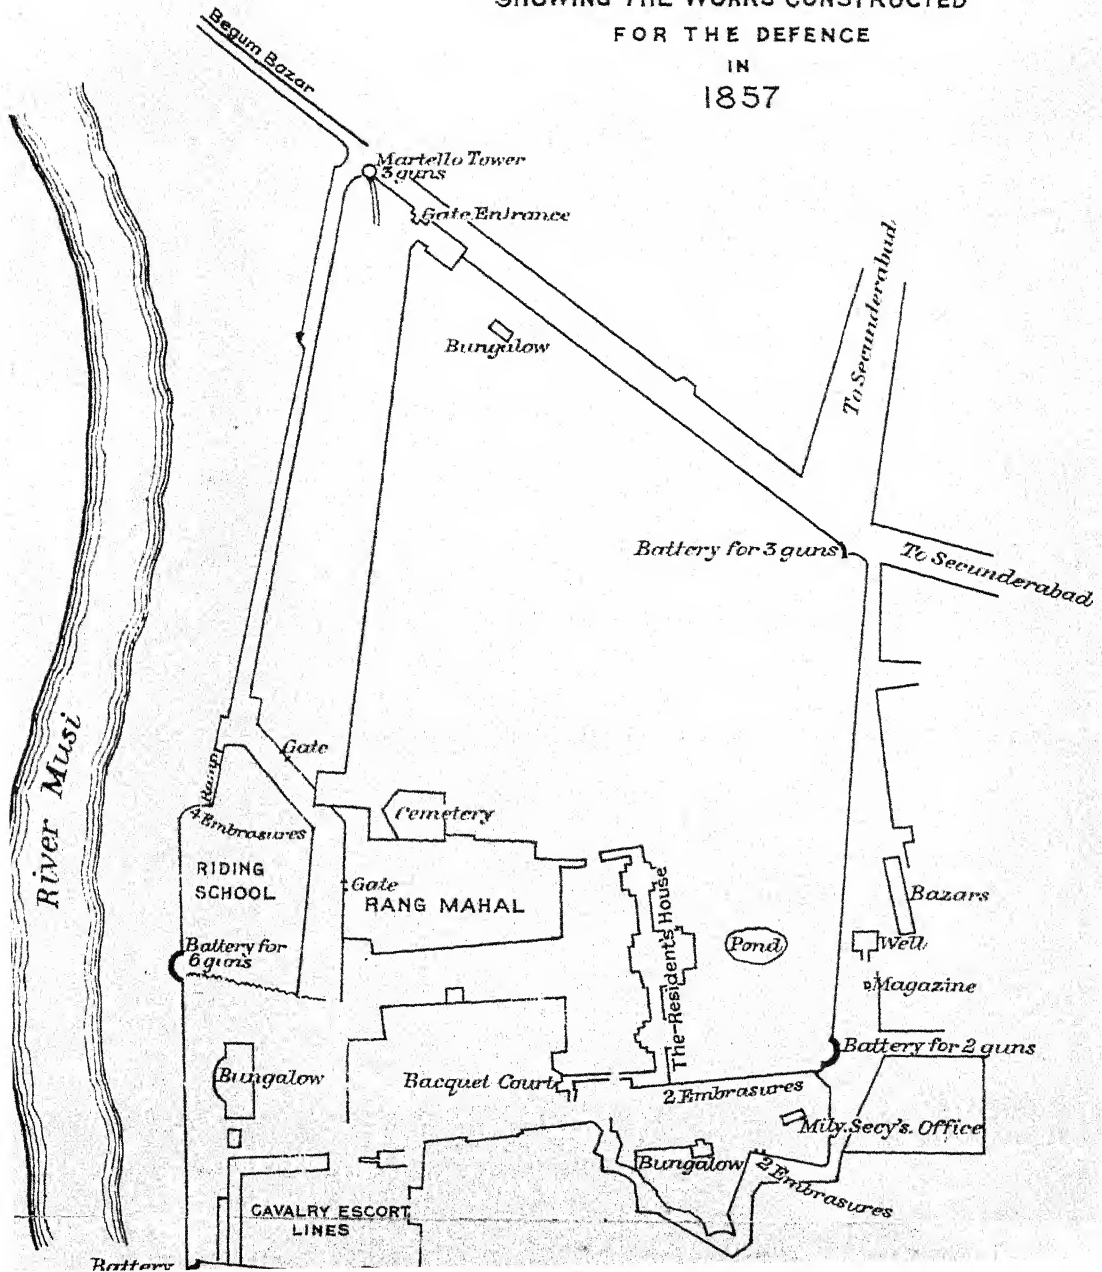 SHOWING THE WORKS CONSTRUCTED
FOR THE DEFENCE
IN
1857
Begum Bazar
Martello Tower
3 guns
Gate Entrance
Bungalow
To Secunderabad
Battery for 3 guns
To Secunderabad
River Musi
Gate
Ramp
4 Embrasures
Cemetery
RIDING
SCHOOL
Gate
RANG MAHAL
The Resident's House
Bazars
Pond
Well
Battery for
6 guns
Magazine
Battery for 2 guns
Bungalow
Bacquet Court
2 Embrasures
Mily. Secy's. Office
Bungalow
2 Embrasures
CAVALRY ESCORT
LINES
Battery